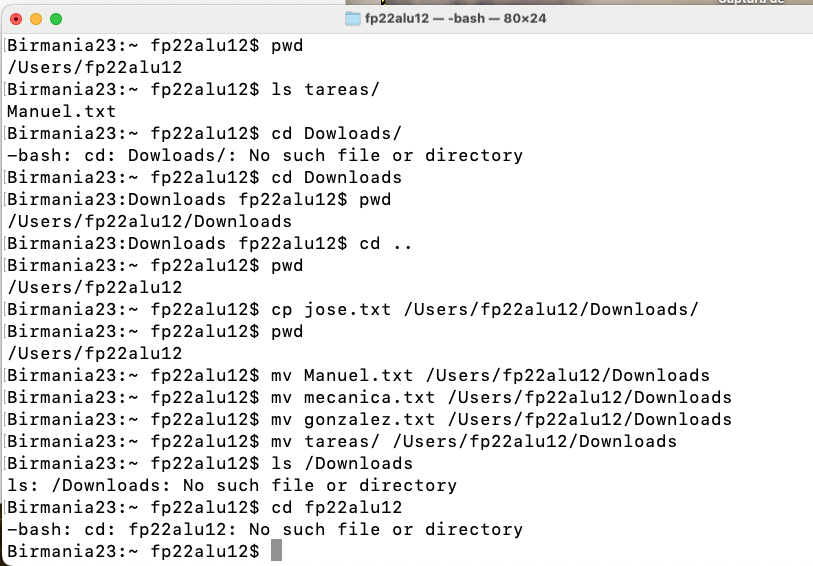 Captura de
fp22alu12 — -bash — 80×24
[Birmania23:~ fp22alu12$ pwd
/Users/fp22alu12
[Birmania23:~ fp22alu12$ ls tareas/
Manuel.txt
[Birmania23:~ fp22alu12$ cd Dowloads/
-bash: cd: Dowloads/: No such file or directory
[Birmania23:~ fp22alu12$ cd Downloads
[Birmania23:Downloads fp22alu12$ pwd
/Users/fp22alu12/Downloads
[Birmania23:Downloads fp22alu12$ cd ..
[Birmania23:~ fp22alu12$ pwd
/Users/fp22alu12
[Birmania23:~ fp22alu12$ cp jose.txt /Users/fp22alu12/Downloads/
[Birmania23:~ fp22alu12$ pwd
/Users/fp22alu12
[Birmania23:~ fp22alu12$ mv Manuel.txt /Users/fp22alu12/Downloads
[Birmania23:~ fp22alu12$ mv mecanica.txt /Users/fp22alu12/Downloads
[Birmania23:~ fp22alu12$ mv gonzalez.txt /Users/fp22alu12/Downloads
[Birmania23:~ fp22alu12$ mv tareas/ /Users/fp22alu12/Downloads
[Birmania23:~ fp22alu12$ ls /Downloads
ls: /Downloads: No such file or directory
[Birmania23:~ fp22alu12$ cd fp22alu12
-bash: cd: fp22alu12: No such file or directory
Birmania23:~ fp22alu12$